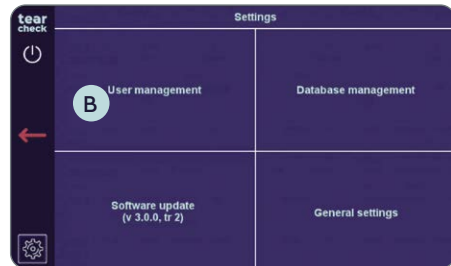 tear
check
Settings
B
User management
Database management
Software update
(v 3.0.0, tr 2)
General settings